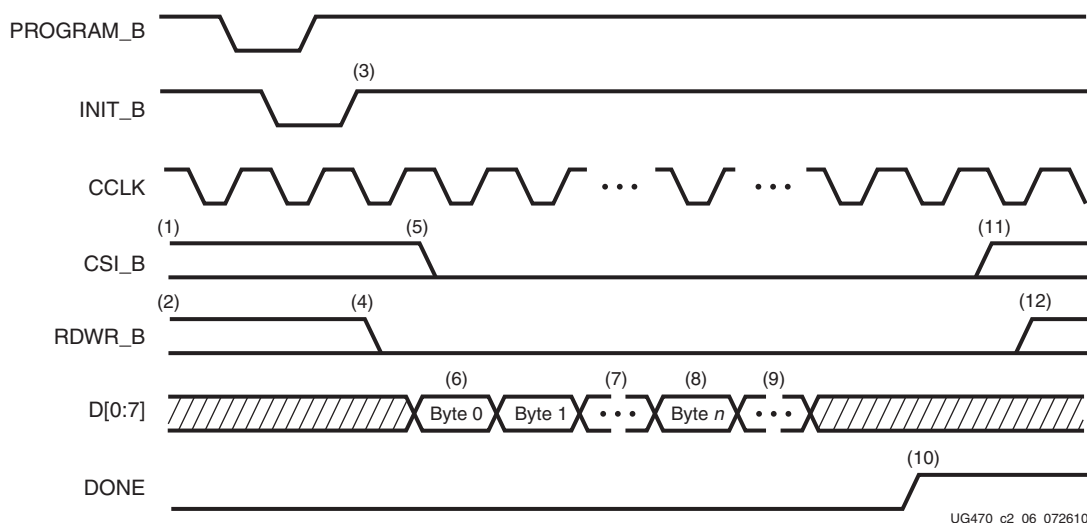 PROGRAM_B
(3)
INIT_B
CCLK
(1) (5) (11)
CSI_B
(2) (4) (12)
RDWR_B
(6) (7) (8) (9)
D[0:7] Byte 0 Byte 1 Byte n
(10)
DONE
UG470_c2_06_072610